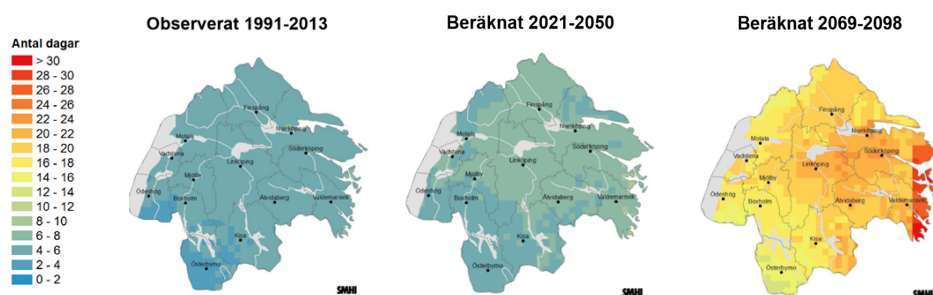 Observerat 1991-2013
Beräknat 2021-2050
Beräknat 2069-2098
Antal dagar
> 30
28 - 30
26 - 28
24 - 26
22 - 24
20 - 22
18 - 20
16 - 18
14 - 16
12 - 14
10 - 12
8 - 10
6 - 8
4 - 6
2 - 4
0 - 2
Finspång
Norrköping
Motala
Söderköping
Vadstena
Linköping
Mjölby
Ödeshög
Boxholm
Åtvidaberg
Valdemarsvik
Kisa
Österbymo
SMHI
Finspång
Norrköping
Motala
Söderköping
Vadstena
Linköping
Mjölby
Ödeshög
Boxholm
Åtvidaberg
Valdemarsvik
Kisa
Österbymo
SMHI
Finspång
Norrköping
Motala
Söderköping
Vadstena
Linköping
Mjölby
Ödeshög
Boxholm
Åtvidaberg
Valdemarsvik
Kisa
Österbymo
SMHI